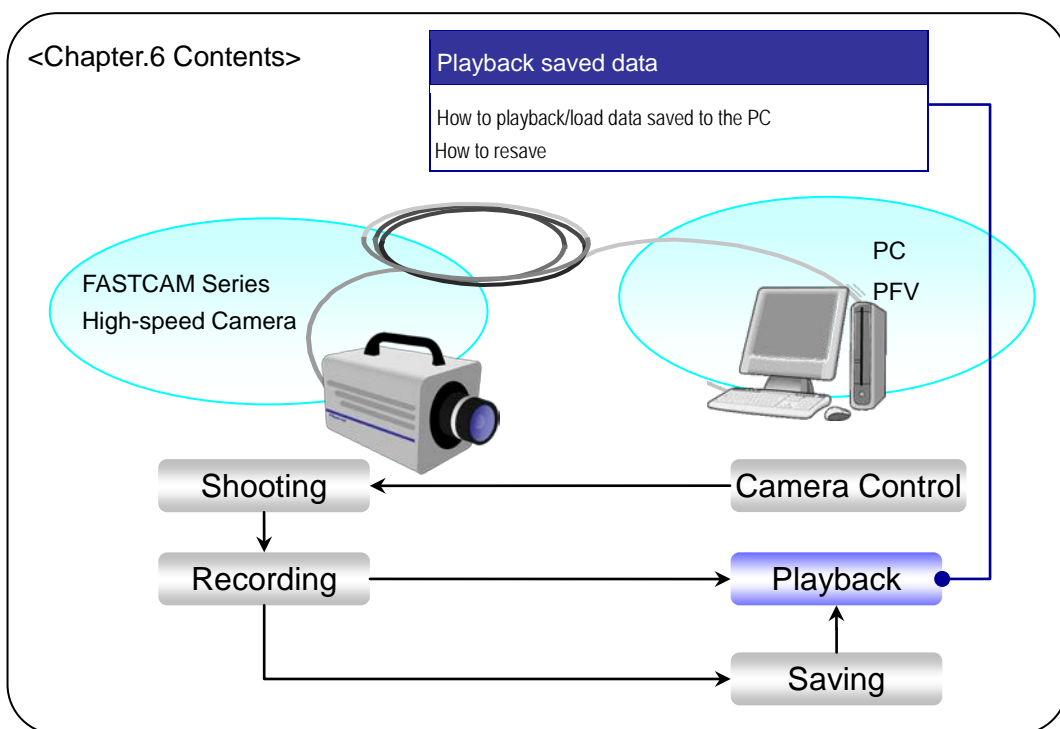 <Chapter.6 Contents>
Playback saved data
How to playback/load data saved to the PC
How to resave
FASTCAM Series
High-speed Camera
PC
PFV
Shooting
Camera Control
Recording
Playback
Saving